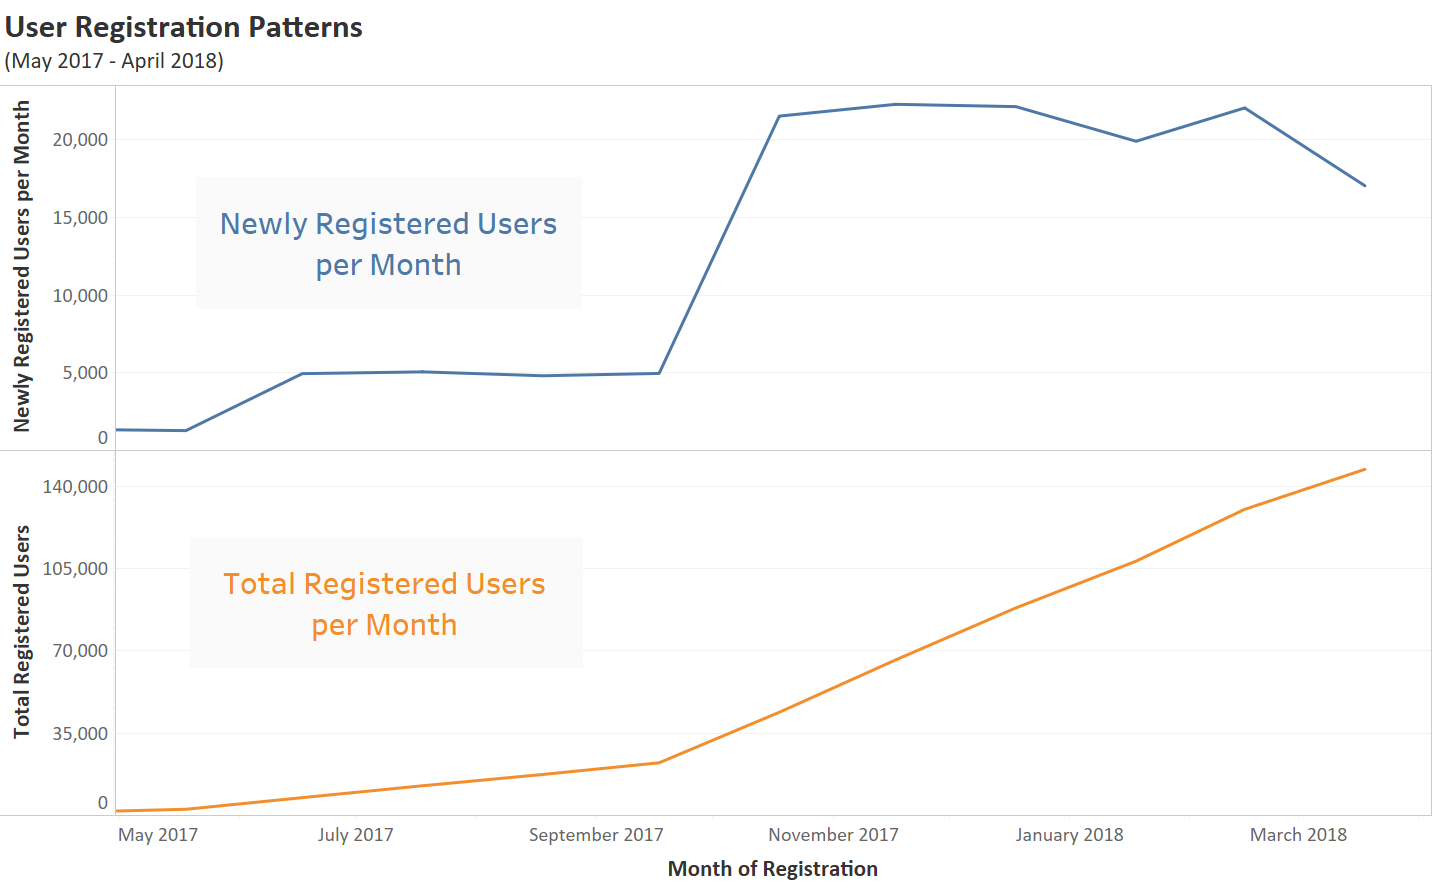 User Registration Patterns
(May 2017 - April 2018)
Newly Registered Users per Month
20,000
15,000
10,000
5,000
0
Newly Registered Users
per Month
Total Registered Users
140,000
105,000
70,000
35,000
0
Total Registered Users
per Month
May 2017
July 2017
September 2017
November 2017
January 2018
March 2018
Month of Registration